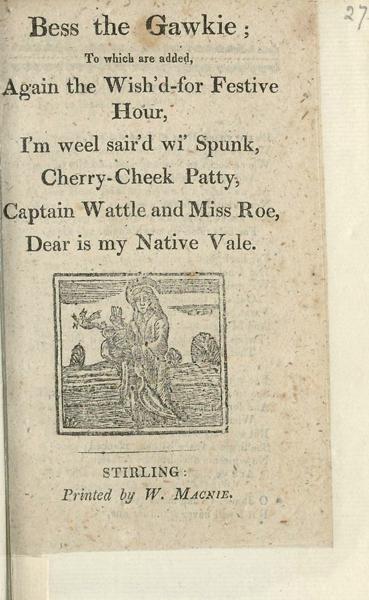 27
Bess the Gawkie;
To which are added,
Again the Wish'd-for Festive
Hour,
I'm weel sair'd wi' Spunk,
Cherry-Cheek Patty,
Captain Wattle and Miss Roe,
Dear is my Native Vale.
STIRLING:
Printed by W. MACNIE.